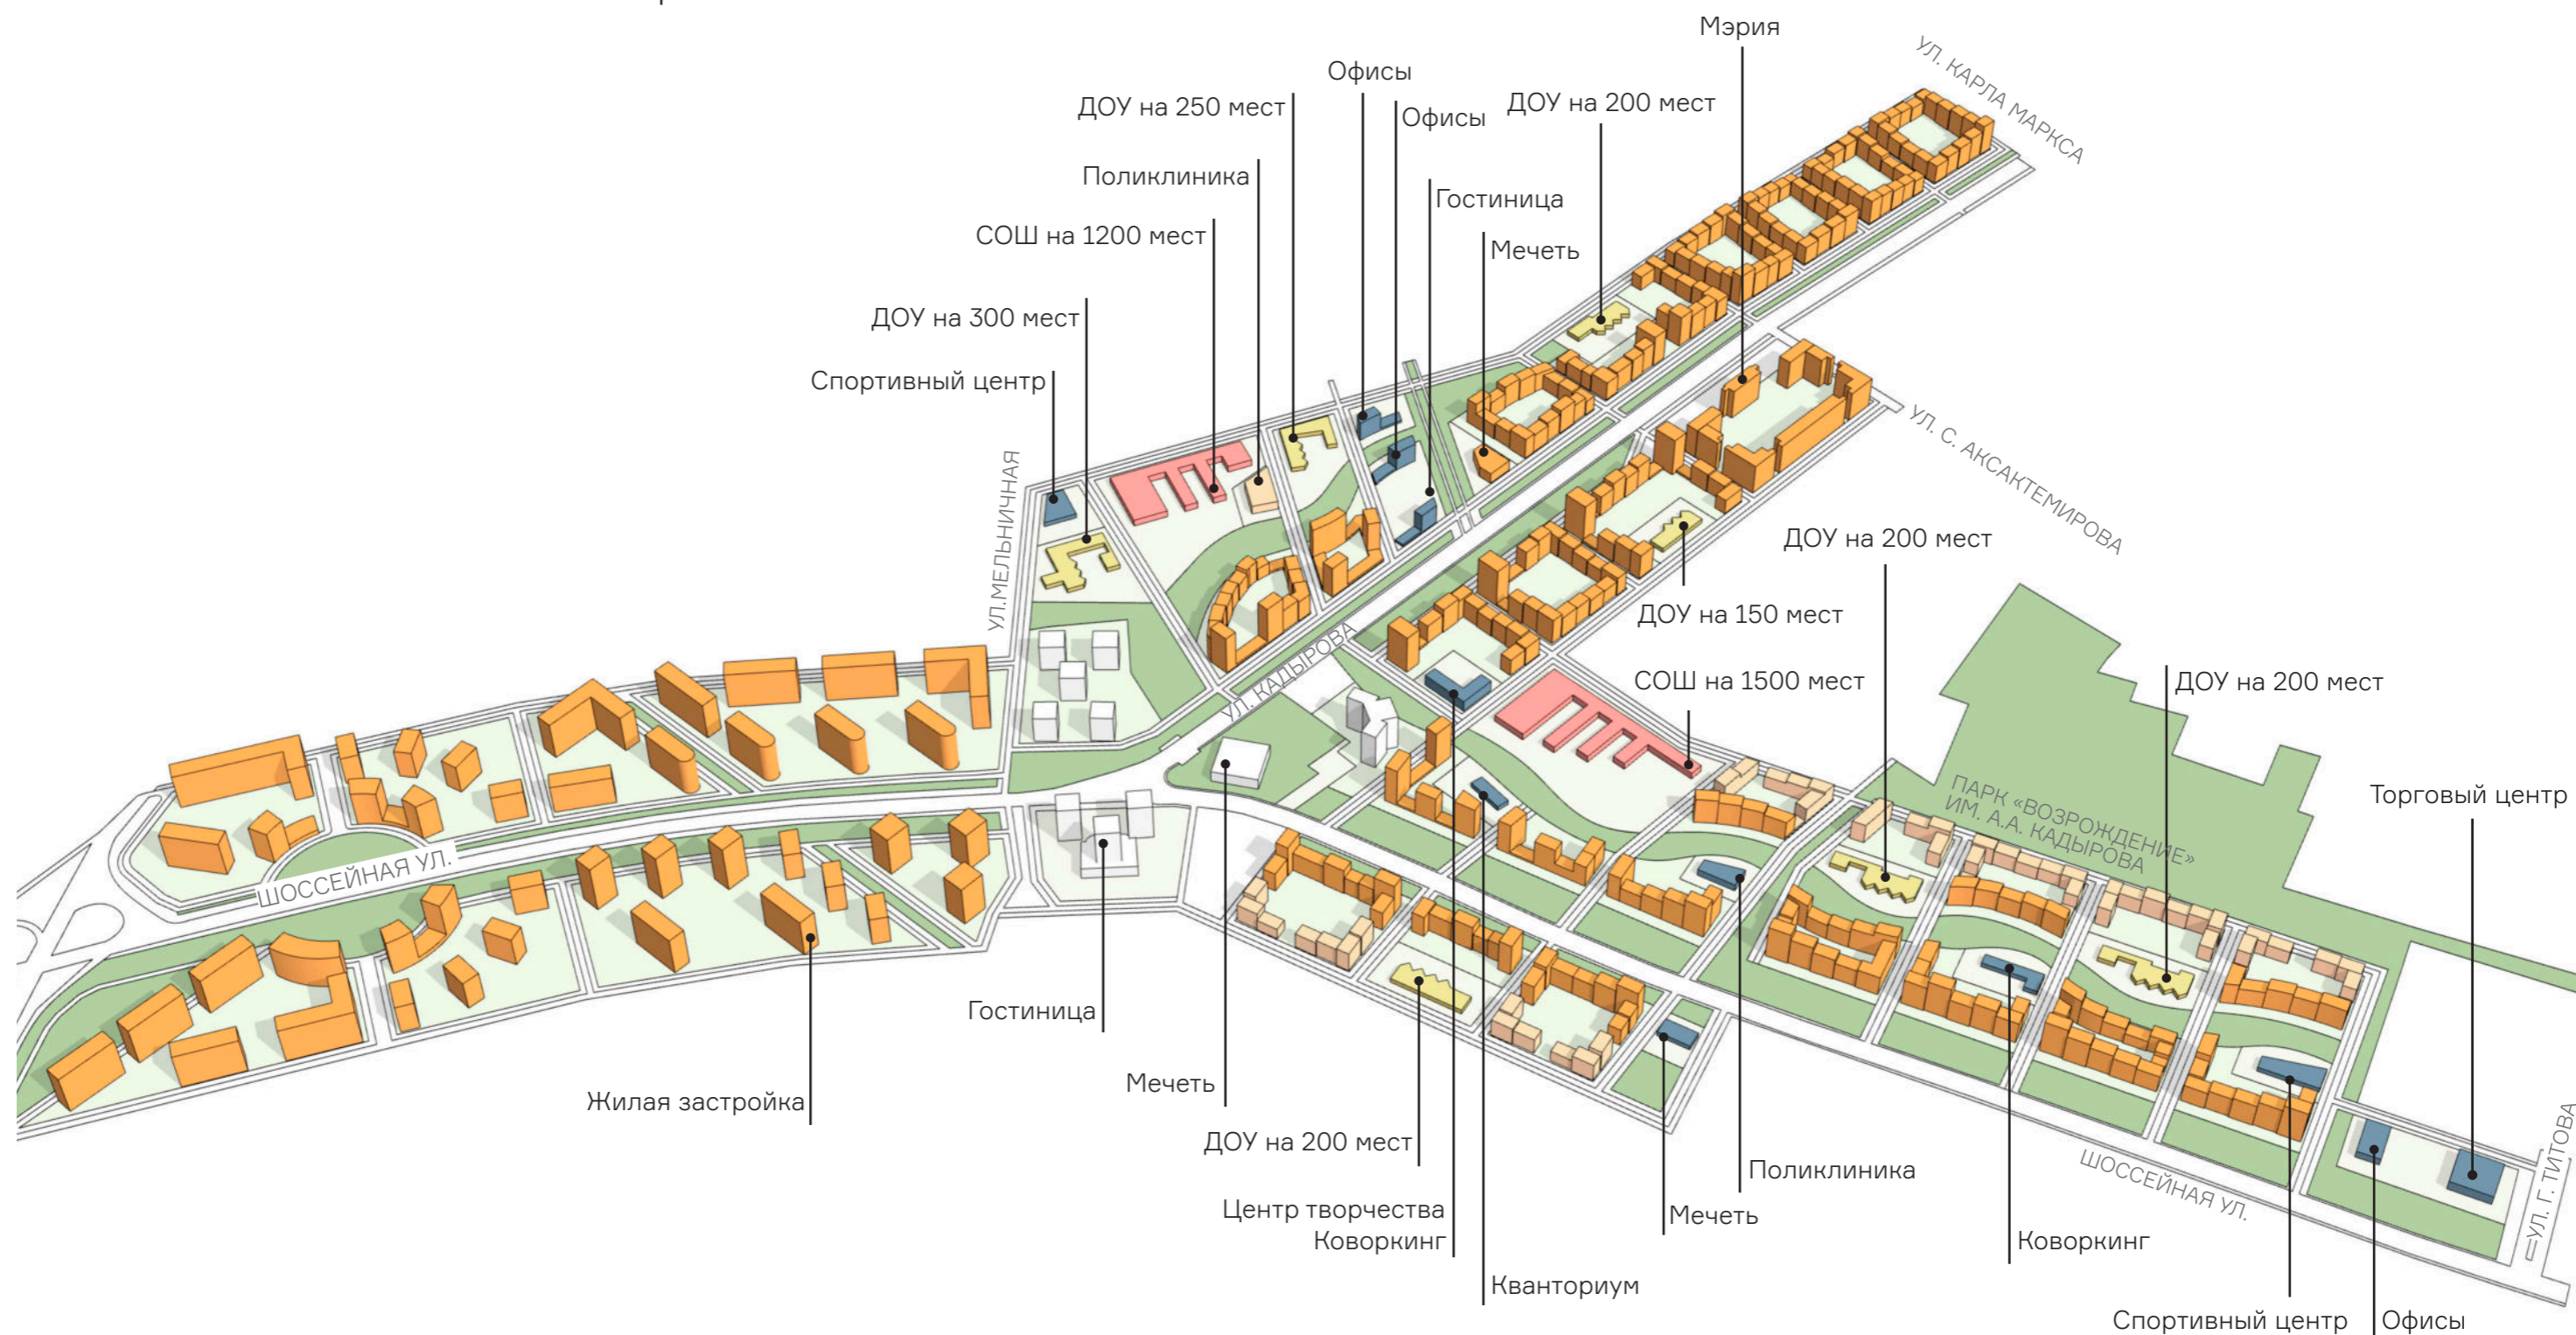 Мэрия
УЛ. КАРЛА МАРКСА
Офисы
ДОУ на 250 мест
Офисы
ДОУ на 200 мест
Поликлиника
Гостиница
СОШ на 1200 мест
Мечеть
ДОУ на 300 мест
Спортивный центр
УЛ. С. АКСАКТЕМИРОВА
УЛ.МЕЛЬНИЧНАЯ
ДОУ на 200 мест
ДОУ на 150 мест
УЛ. КАДЫРОВА
СОШ на 1500 мест
ДОУ на 200 мест
ПАРК «ВОЗРОЖДЕНИЕ»
ИМ. А.А. КАДЫРОВА
Торговый центр
ШОССЕЙНАЯ УЛ.
Гостиница
Мечеть
Жилая застройка
ДОУ на 200 мест
Поликлиника
ШОССЕЙНАЯ УЛ.
УЛ. Г. ТИТОВА
Центр творчества
Коворкинг
Мечеть
Коворкинг
Кванториум
Спортивный центр
Офисы